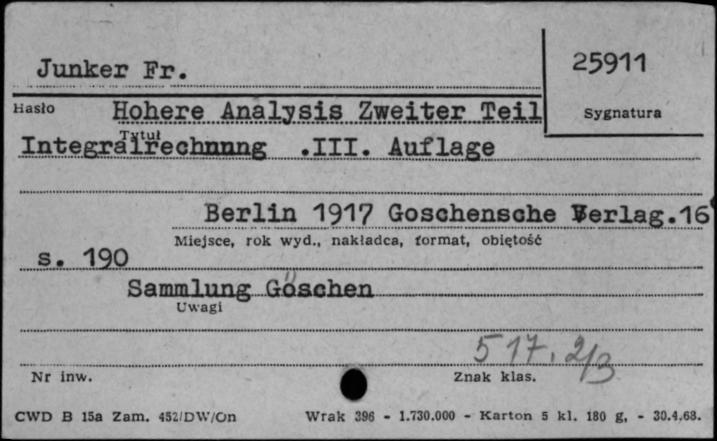 Junker Fr.
25911
Hasło
Hohere Analysis Zweiter Teil
Sygnatura
Tytuł
Integralrechnung .III. Auflage
Berlin 1917 Goschensche Verlag.16°
Miejsce, rok wyd., nakładca, format, objętość
s. 190
Sammlung Göschen
Uwagi
517.2/3
Nr inw.
Znak klas.
CWD B 15a Zam. 452/DW/On Wrak 396 - 1.730.000 - Karton 5 kl. 180 g, - 30.4.68.